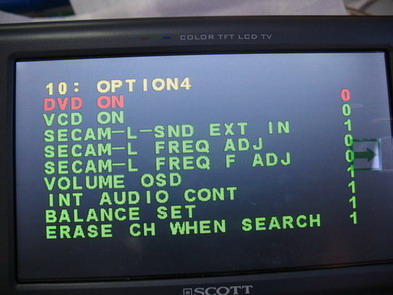 COLOR TFT LCD TV
10: OPTION4
DVD ON 0
VCD ON 0
SECAM-L-SND EXT IN 1
SECAM-L FREQ ADJ 0
SECAM-L FREQ F ADJ 0
VOLUME OSD 1
INT AUDIO CONT 1
BALANCE SET 1
ERASE CH WHEN SEARCH 1
SCOTT